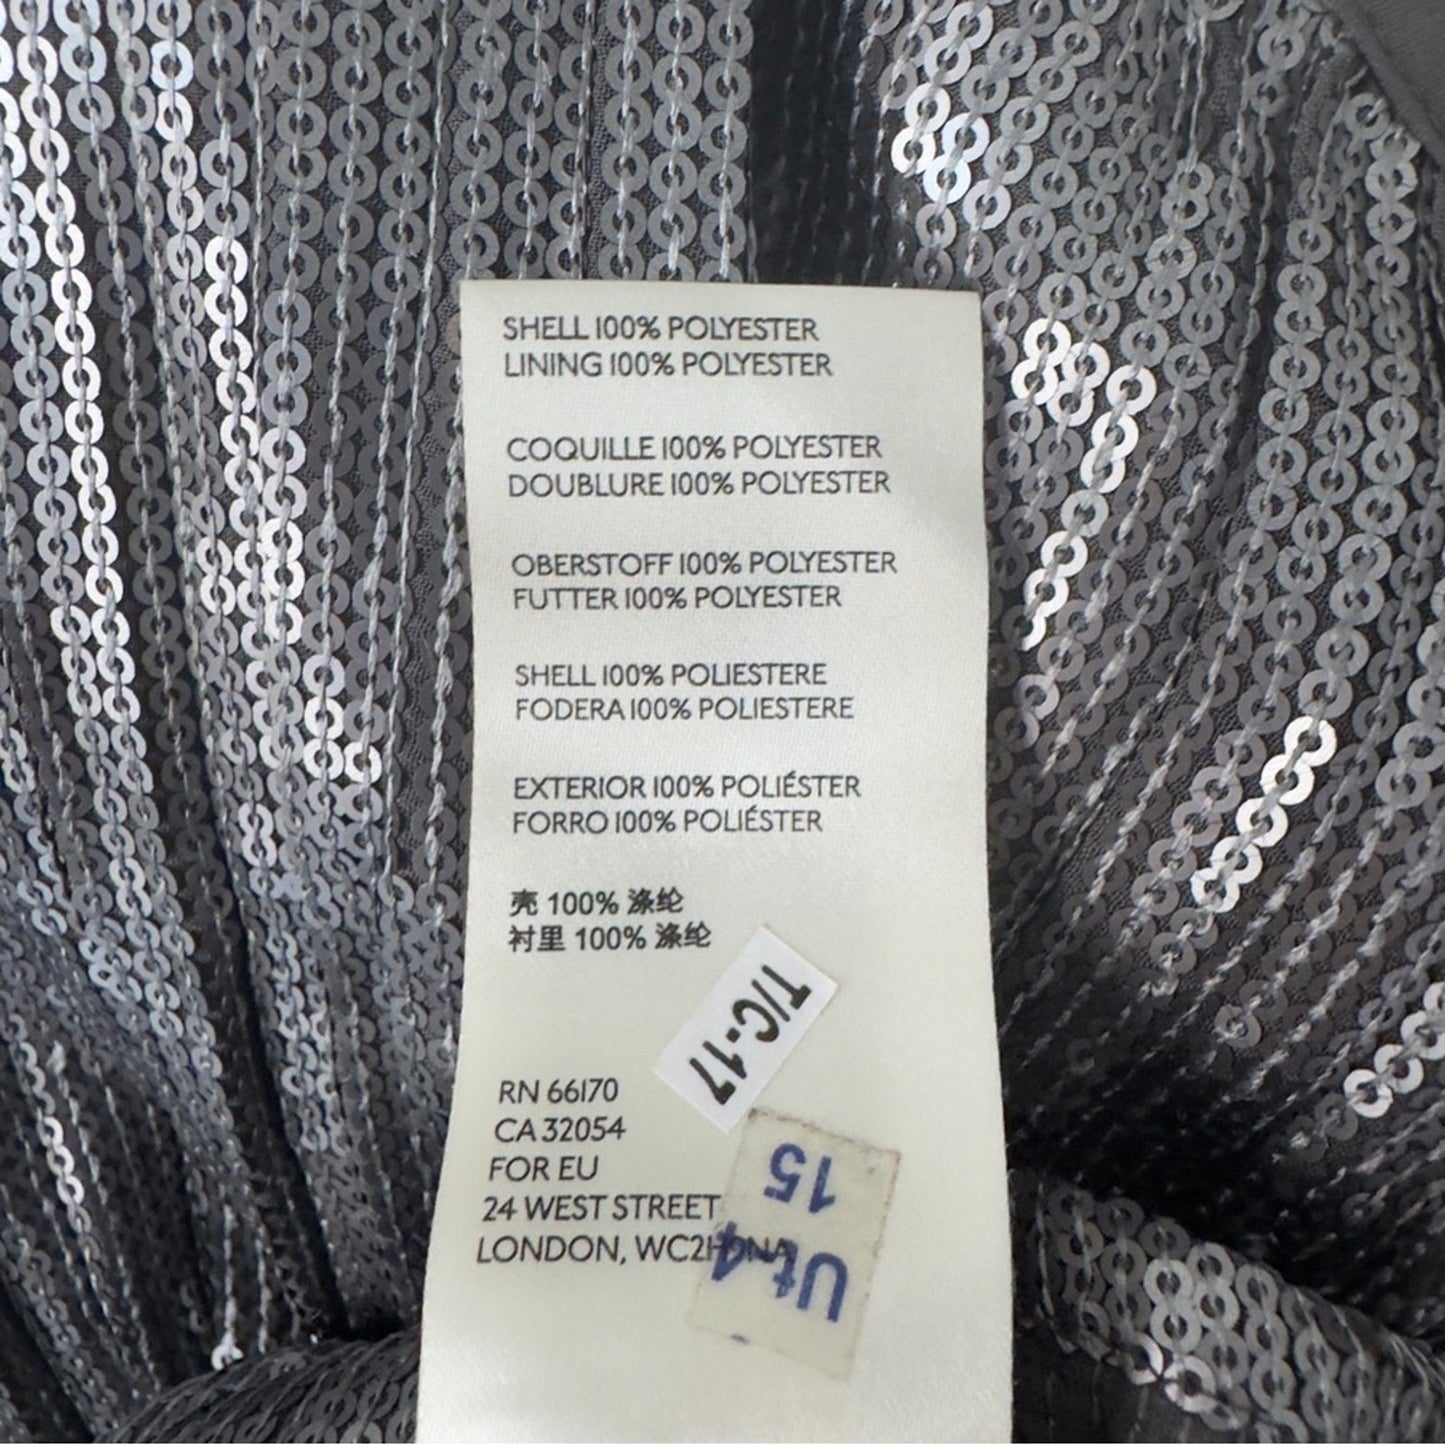 SHELL 100% POLYESTER
LINING 100% POLYESTER
COQUILLE 100% POLYESTER
DOUBLURE 100% POLYESTER
OBERSTOFF 100% POLYESTER
FUTTER 100% POLYESTER
SHELL 100% POLIESTERE
FODERA 100% POLIESTERE
EXTERIOR 100% POLIÉSTER
FORRO 100% POLIÉSTER
壳 100% 涤纶
衬里 100% 涤纶
T/C-17
RN 66170
CA 32054
FOR EU
24 WEST STREET
LONDON, WC2H 9NA
15